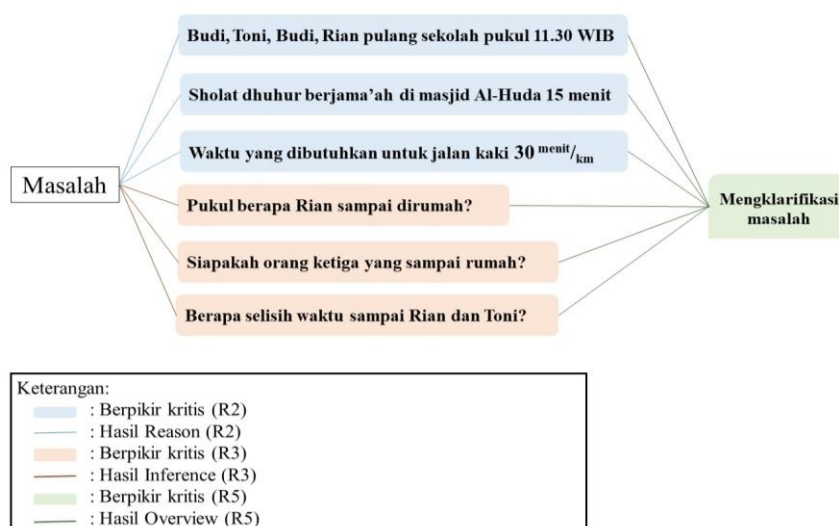 Budi, Toni, Budi, Rian pulang sekolah pukul 11.30 WIB
Sholat dhuhur berjama'ah di masjid Al-Huda 15 menit
Waktu yang dibutuhkan untuk jalan kaki 30 menit/km
Masalah
Pukul berapa Rian sampai dirumah?
Siapakah orang ketiga yang sampai rumah?
Berapa selisih waktu sampai Rian dan Toni?
Mengklarifikasi
masalah
Keterangan:
: Berpikir kritis (R2)
: Hasil Reason (R2)
: Berpikir kritis (R3)
: Hasil Inference (R3)
: Berpikir kritis (R5)
: Hasil Overview (R5)